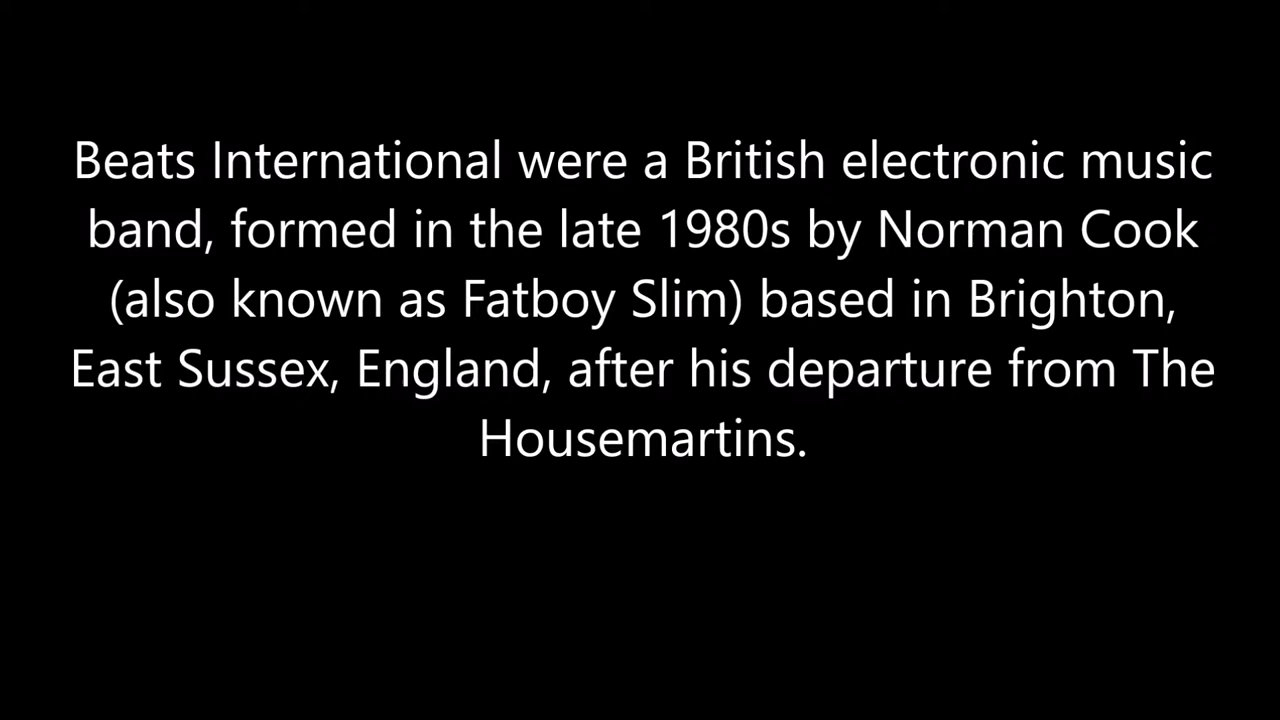 Beats International were a British electronic music
band, formed in the late 1980s by Norman Cook
(also known as Fatboy Slim) based in Brighton,
East Sussex, England, after his departure from The
Housemartins.